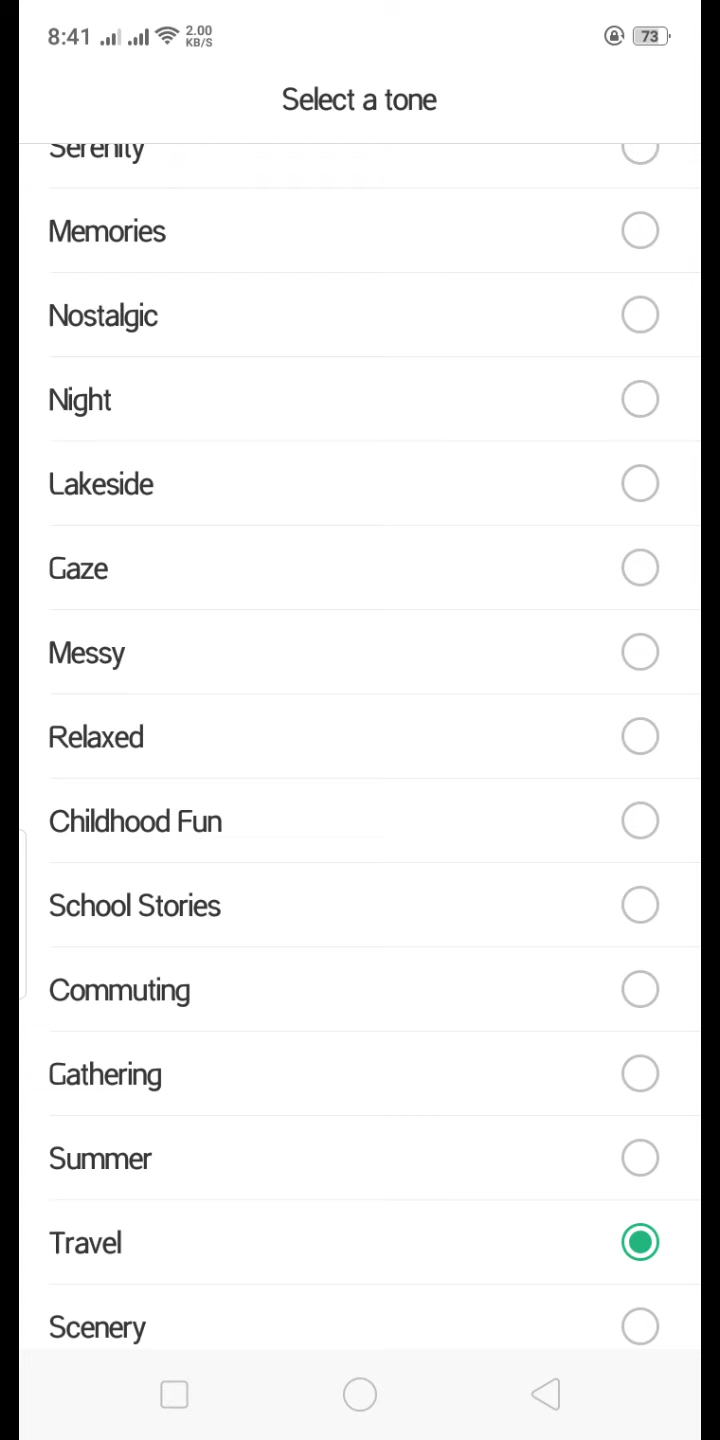 8:41 2.00 KB/S 73
Select a tone
Serenity
Memories
Nostalgic
Night
Lakeside
Gaze
Messy
Relaxed
Childhood Fun
School Stories
Commuting
Gathering
Summer
Travel
Scenery